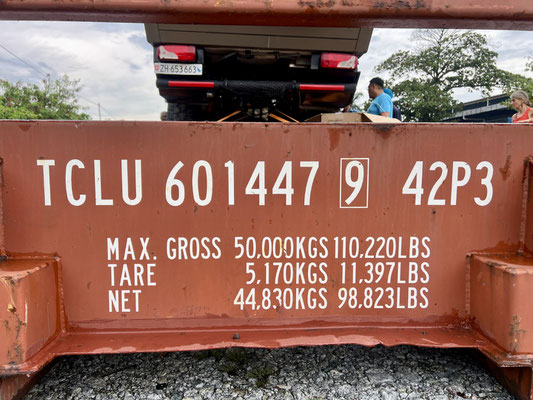 ZH·653663
TCLU 601447 9 42P3
MAX. GROSS 50,000KGS 110,220LBS
TARE 5,170KGS 11,397LBS
NET 44,830KGS 98,823LBS